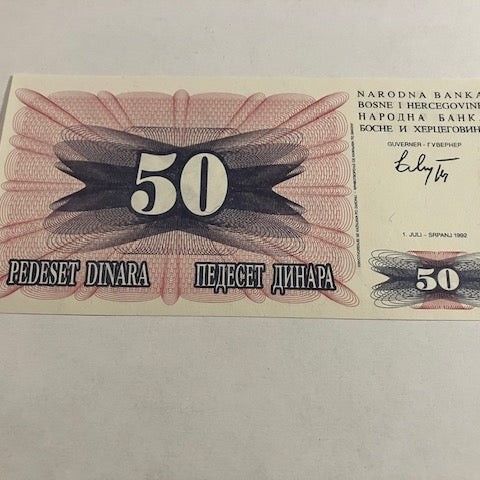 NARODNA BANKA
BOSNE I HERCEGOVINE
НАРОДНА БАНКА
БОСНЕ И ХЕРЦЕГОВИН
GUVERNER - ГУВЕРНЕР
50
1. JULI - SRPANJ 1992
PEDESET DINARA
ПЕДЕСЕТ ДИНАРА
50